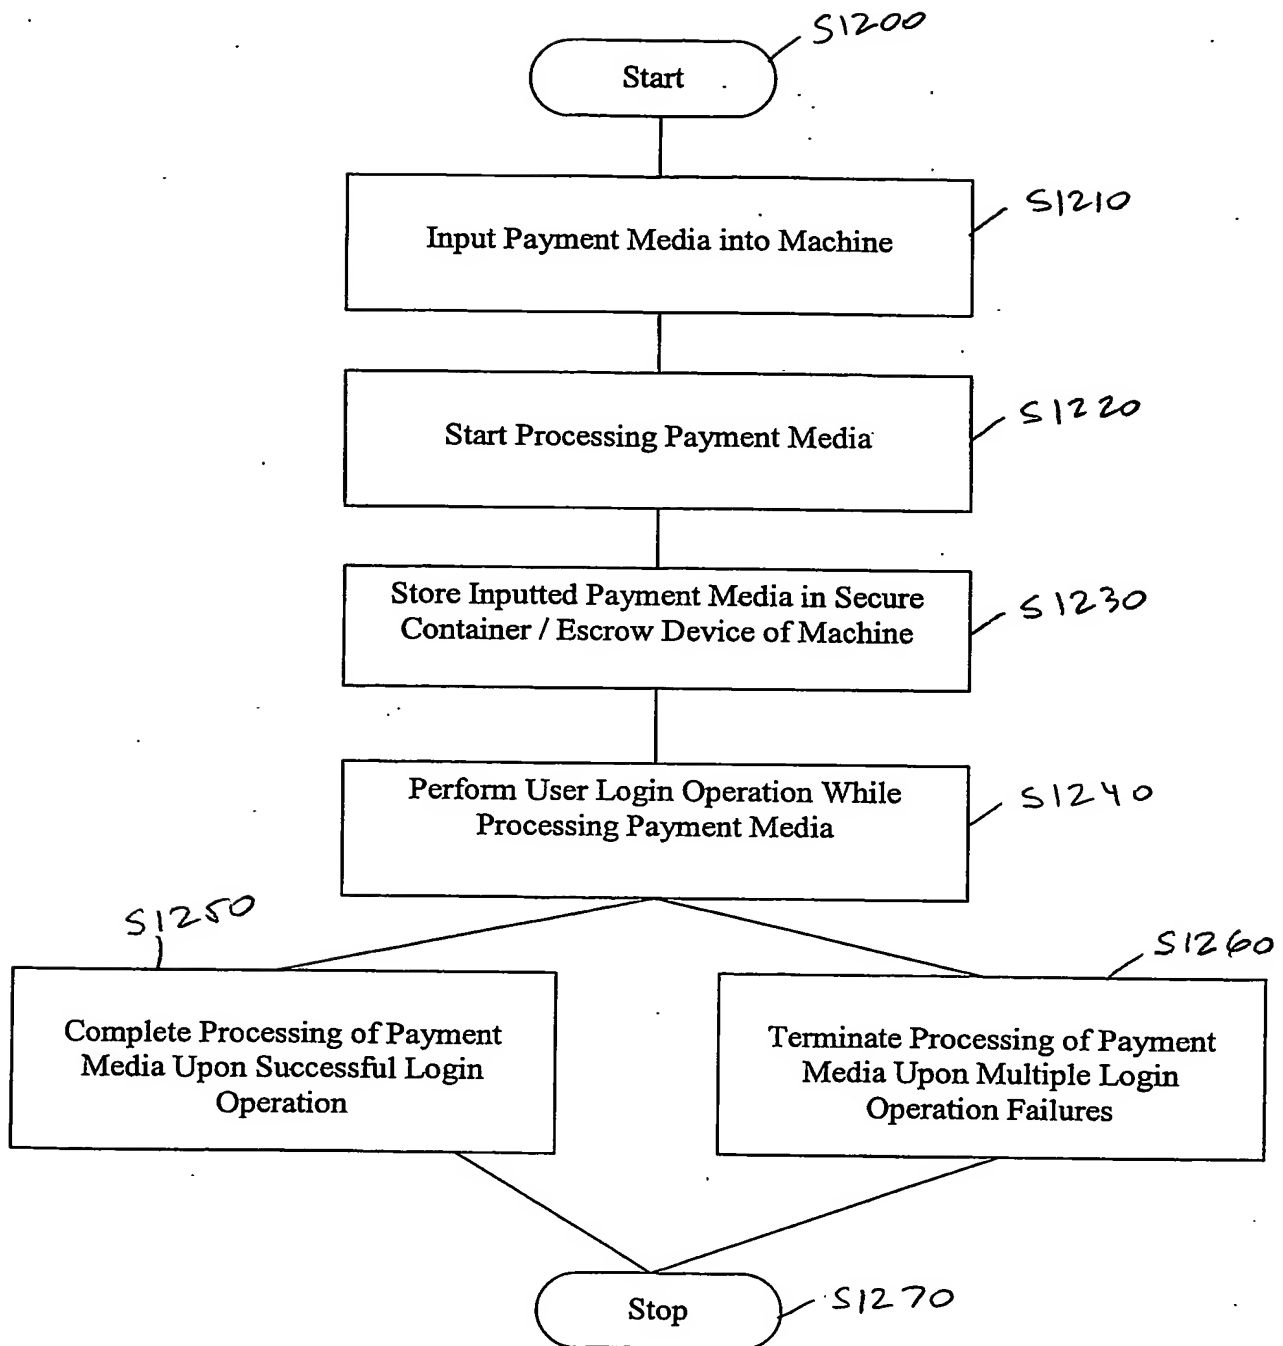 S1200
Start
S1210
Input Payment Media into Machine
S1220
Start Processing Payment Media
Store Inputted Payment Media in Secure
Container / Escrow Device of Machine
S1230
Perform User Login Operation While
Processing Payment Media
S1240
S1250
S1260
Complete Processing of Payment
Media Upon Successful Login
Operation
Terminate Processing of Payment
Media Upon Multiple Login
Operation Failures
Stop
S1270